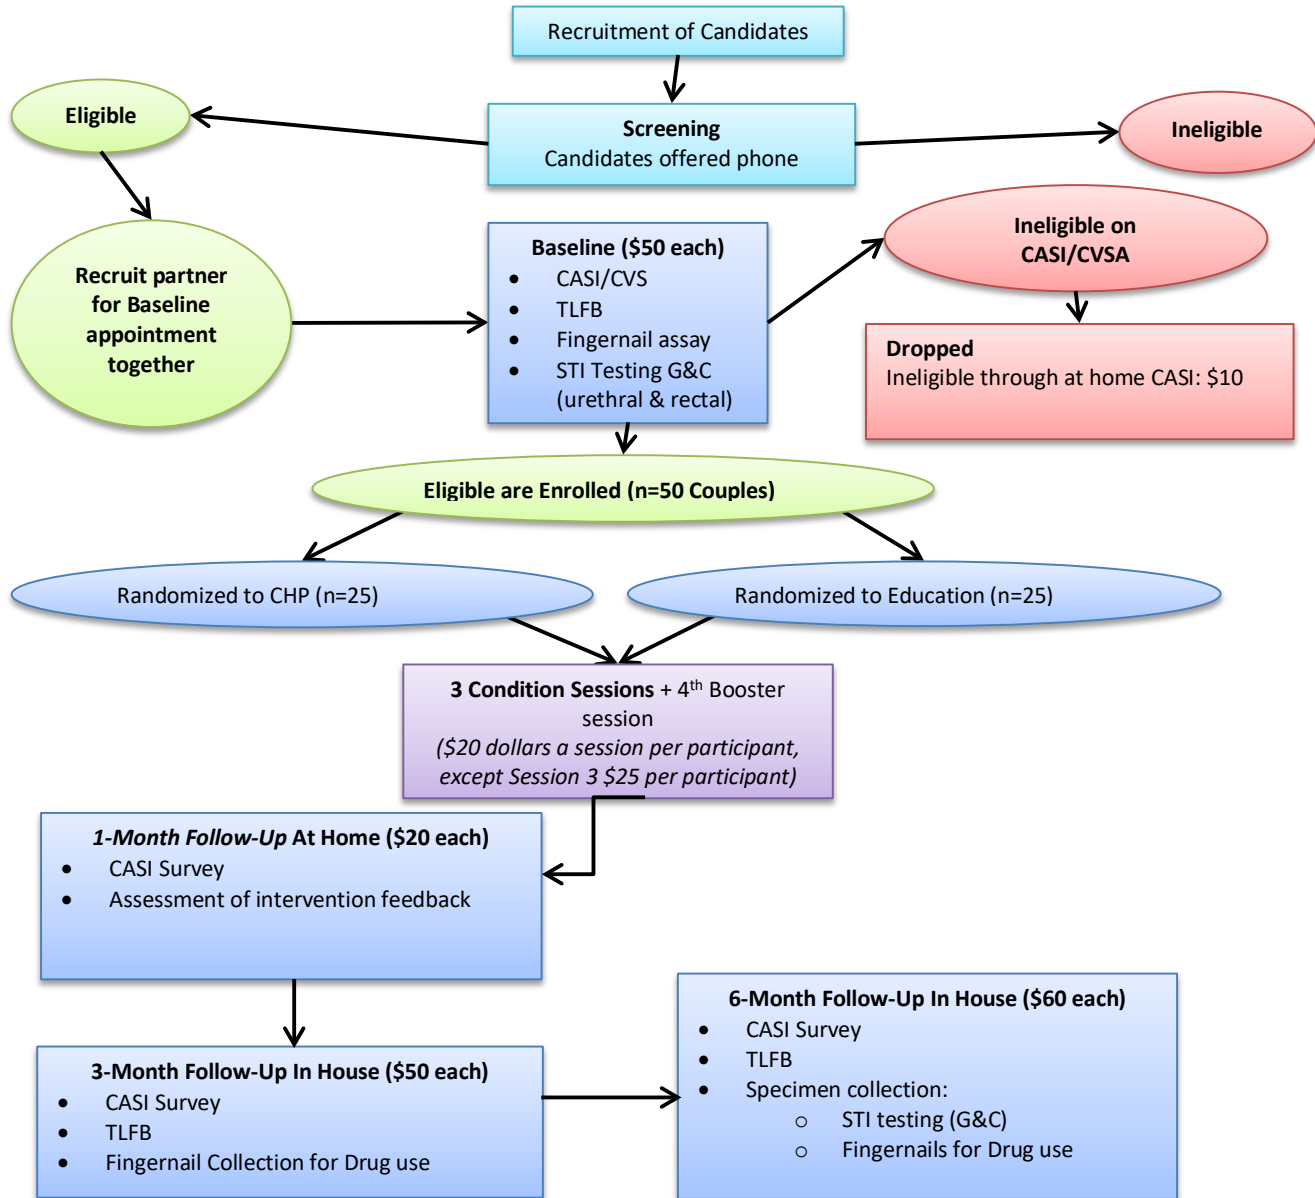 Recruitment of Candidates
Eligible
Screening
Candidates offered phone
Ineligible
Recruit partner
for Baseline
appointment
together
Baseline ($50 each)
• CASI/CVS
• TLFB
• Fingernail assay
• STI Testing G&C
(urethral & rectal)
Ineligible on
CASI/CVSA
Dropped
Ineligible through at home CASI: $10
Eligible are Enrolled (n=50 Couples)
Randomized to CHP (n=25)
Randomized to Education (n=25)
3 Condition Sessions + 4th Booster
session
($20 dollars a session per participant,
except Session 3 $25 per participant)
1-Month Follow-Up At Home ($20 each)
• CASI Survey
• Assessment of intervention feedback
3-Month Follow-Up In House ($50 each)
• CASI Survey
• TLFB
• Fingernail Collection for Drug use
6-Month Follow-Up In House ($60 each)
• CASI Survey
• TLFB
• Specimen collection:
o STI testing (G&C)
o Fingernails for Drug use